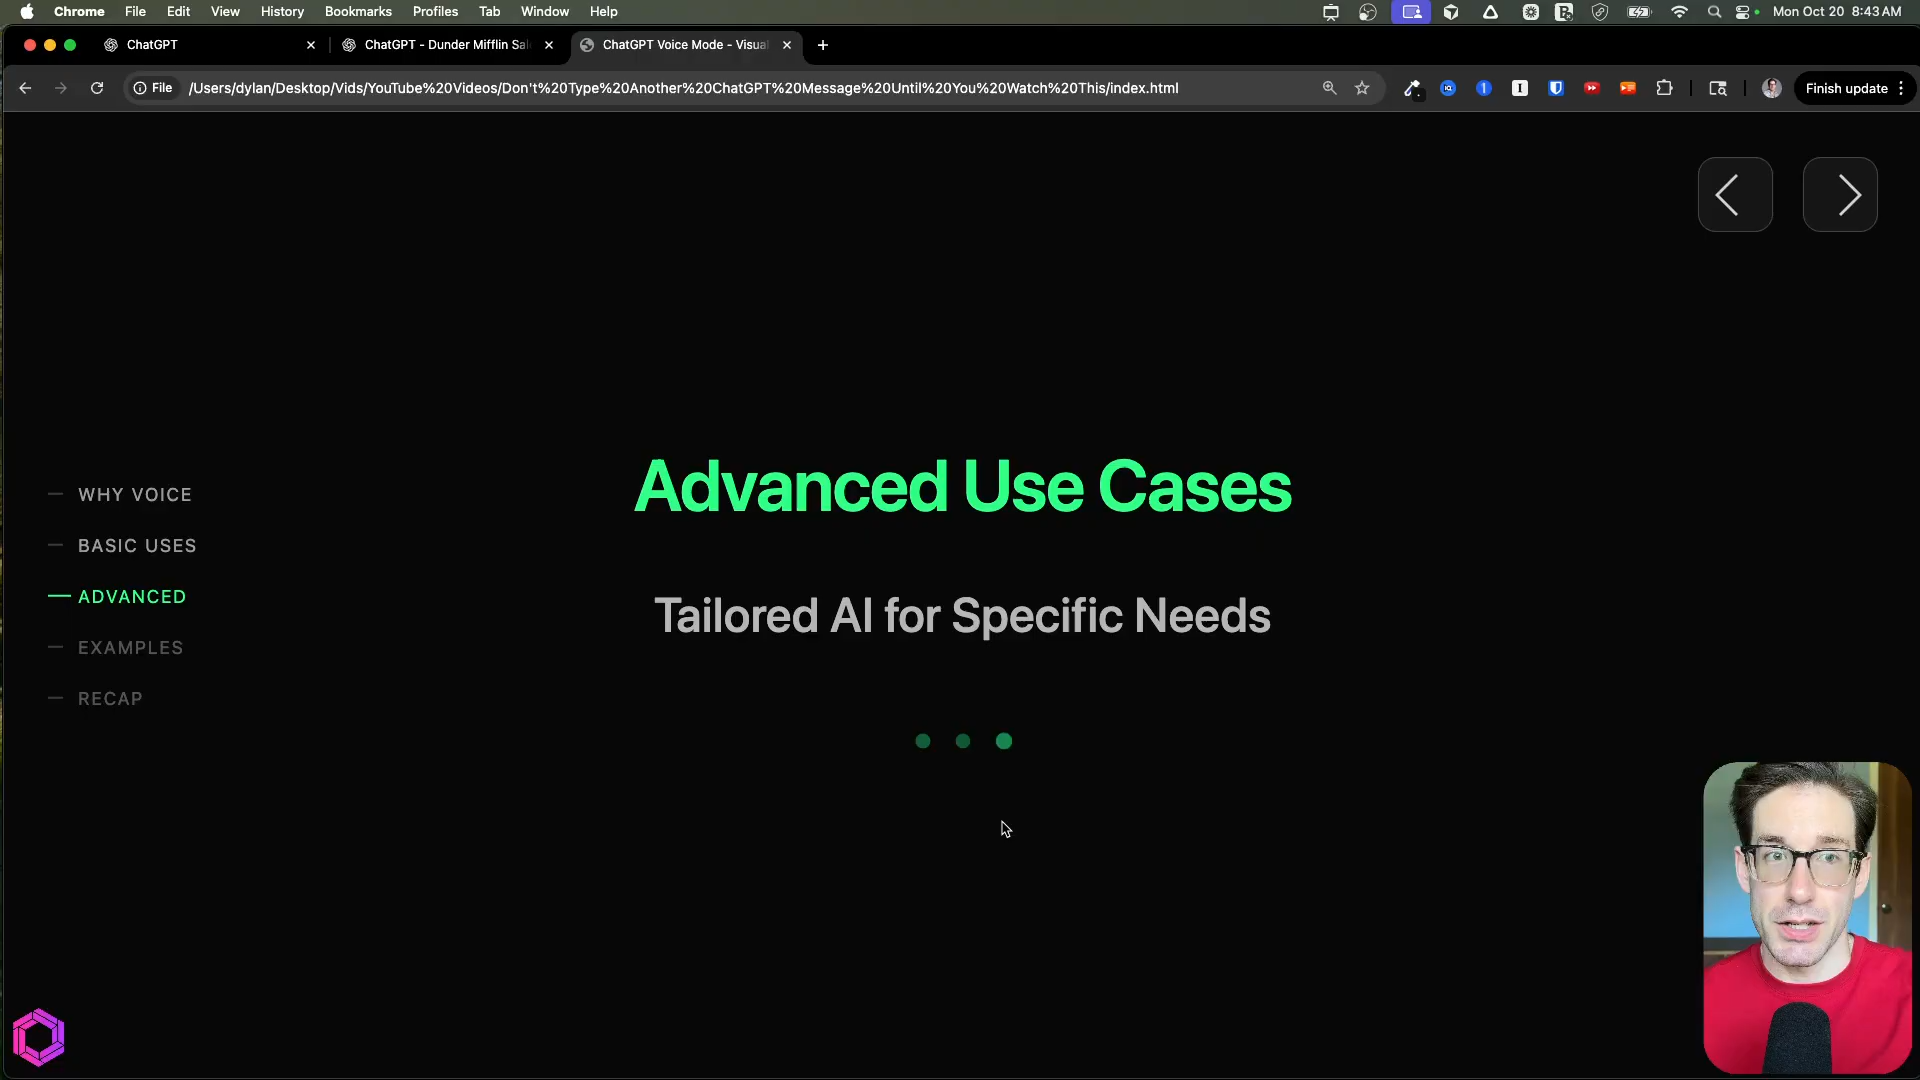 Chrome File Edit View History Bookmarks Profiles Tab Window Help Mon Oct 20 8:43 AM
ChatGPT ChatGPT - Dunder Mifflin Sal ChatGPT Voice Mode - Visual
File /Users/dylan/Desktop/Vids/YouTube%20Videos/Don't%20Type%20Another%20ChatGPT%20Message%20Until%20You%20Watch%20This/index.html Finish update
WHY VOICE
BASIC USES
ADVANCED
EXAMPLES
RECAP
Advanced Use Cases
Tailored AI for Specific Needs